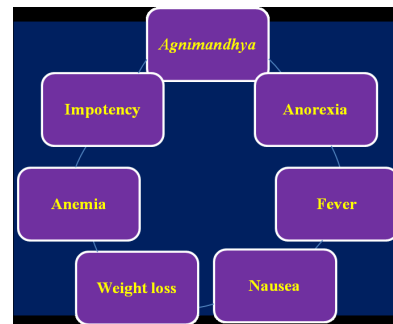 Agnimandhya
Impotency
Anorexia
Anemia
Fever
Weight loss
Nausea